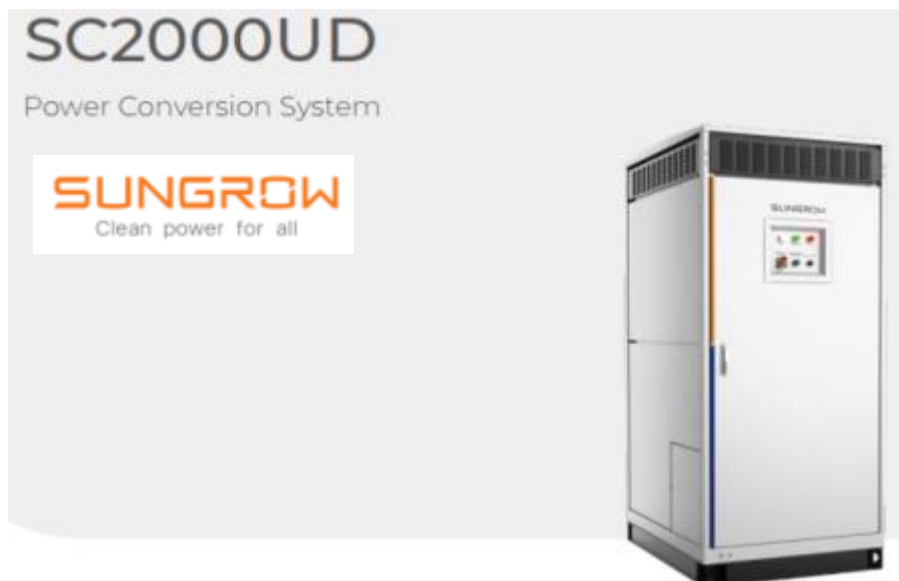 SC2000UD
Power Conversion System
SUNGROW
Clean power for all
SUNGROW